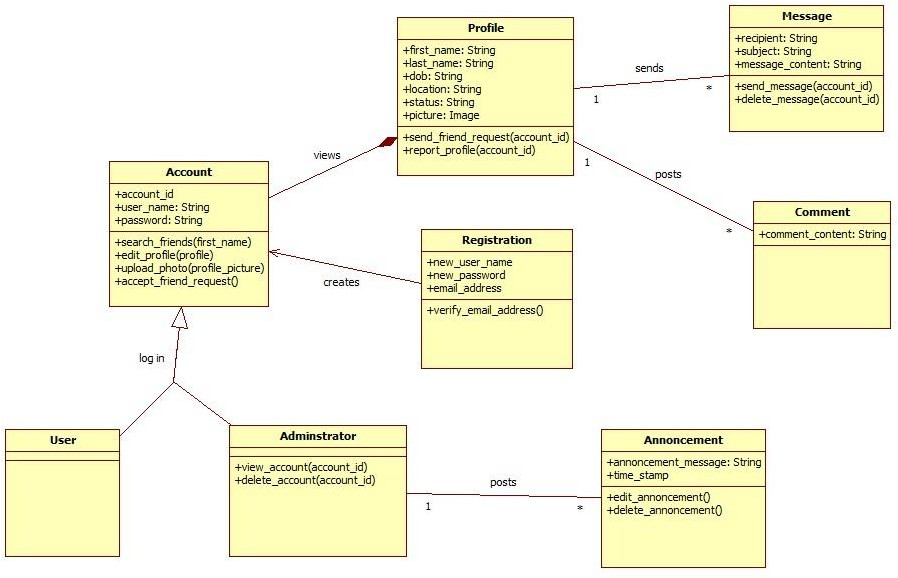 Profile
+first_name: String
+last_name: String
+dob: String
+location: String
+status: String
+picture: Image
+send_friend_request(account_id)
+report_profile(account_id)
Message
+recipient: String
+subject: String
+message_content: String
+send_message(account_id)
+delete_message(account_id)
sends
1
*
views
1
posts
*
Account
+account_id
+user_name: String
+password: String
+search_friends(first_name)
+edit_profile(profile)
+upload_photo(profile_picture)
+accept_friend_request()
Comment
+comment_content: String
Registration
+new_user_name
+new_password
+email_address
+verify_email_address()
creates
log in
User
Adminstrator
+view_account(account_id)
+delete_account(account_id)
posts
1
*
Annoncement
+annoncement_message: String
+time_stamp
+edit_annoncement()
+delete_annoncement()